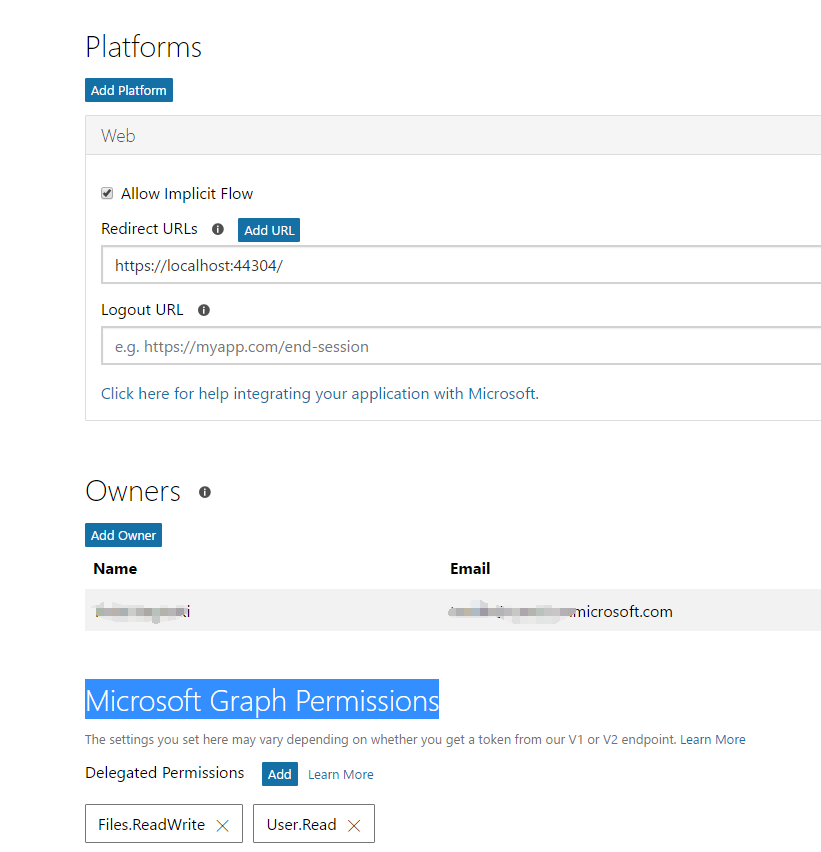 Platforms
Add Platform
Web
Allow Implicit Flow
Redirect URLs Add URL
https://localhost:44304/
Logout URL
e.g. https://myapp.com/end-session
Click here for help integrating your application with Microsoft.
Owners
Add Owner
Name Email
microsoft.com
Microsoft Graph Permissions
The settings you set here may vary depending on whether you get a token from our V1 or V2 endpoint. Learn More
Delegated Permissions Add Learn More
Files.ReadWrite User.Read